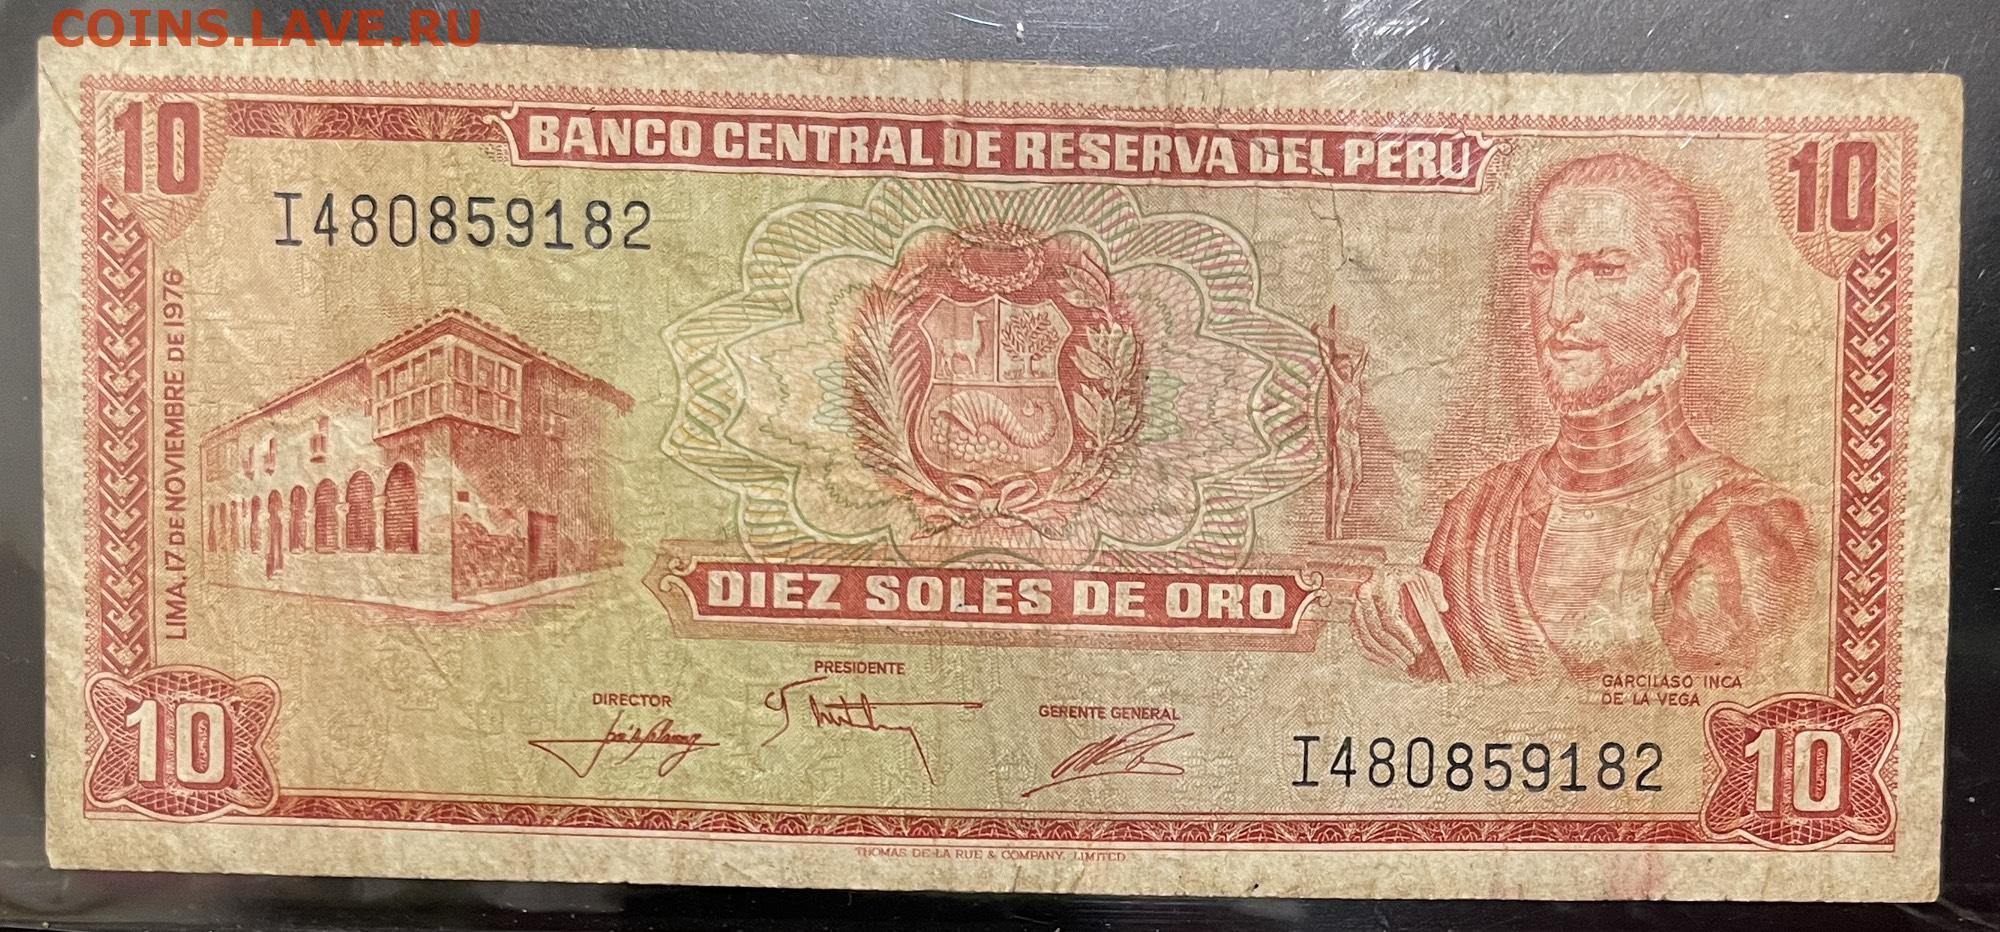 COINS.LAVE.RU
10
BANCO CENTRAL DE RESERVA DEL PERÚ
10
I480859182
LIMA, 17 DE NOVIEMBRE DE 1976
DIEZ SOLES DE ORO
PRESIDENTE
DIRECTOR
GERENTE GENERAL
GARCILASO INCA
DE LA VEGA
10
I480859182
10
THOMAS DE LA RUE & COMPANY, LIMITED